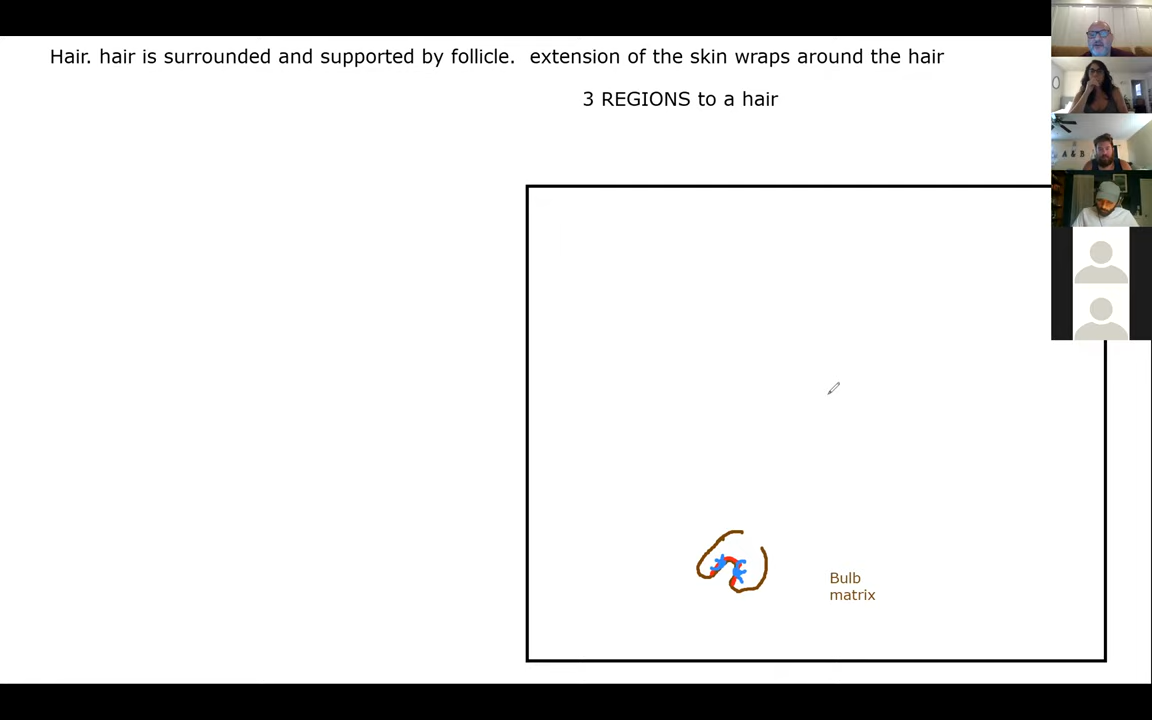 Hair. hair is surrounded and supported by follicle.  extension of the skin wraps around the hair
3 REGIONS to a hair
A & B
Bulb
matrix